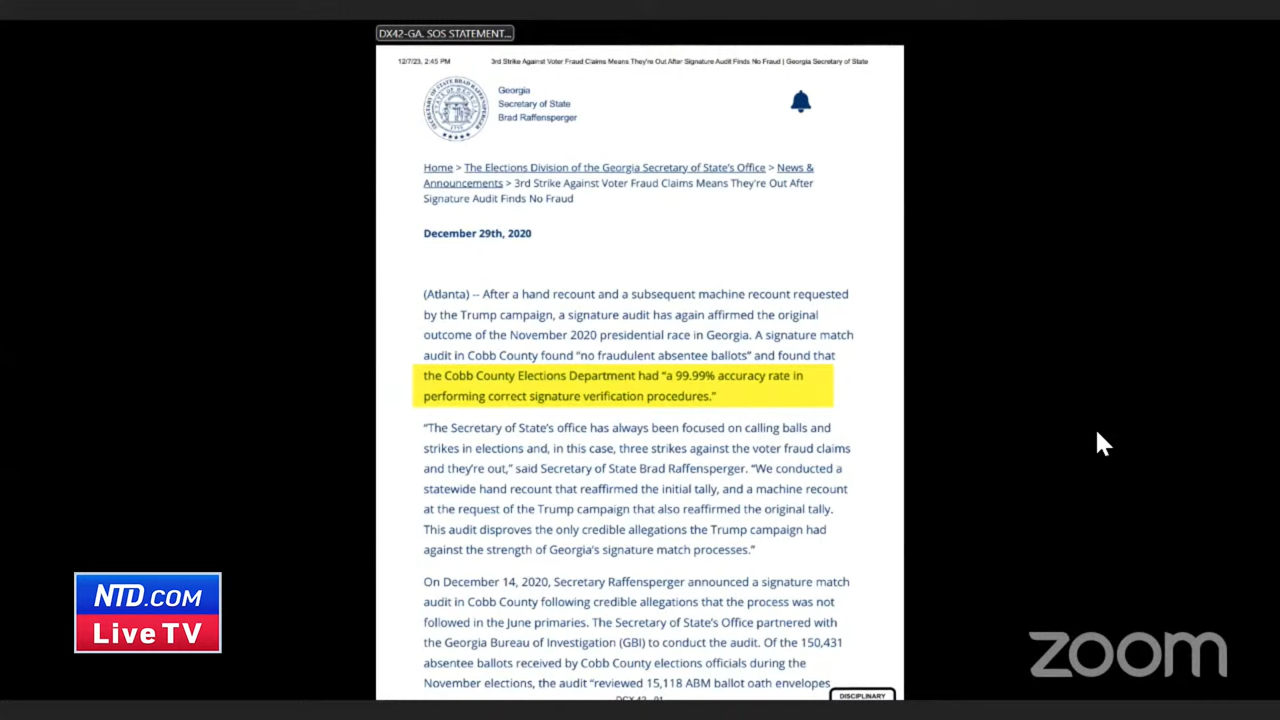 DX42-GA, SOS STATEMENT...
12/7/23, 2:45 PM
3rd Strike Against Voter Fraud Claims Means They're Out After Signature Audit Finds No Fraud | Georgia Secretary of State
Georgia
Secretary of State
Brad Raffensperger
Home > The Elections Division of the Georgia Secretary of State's Office > News &
Announcements > 3rd Strike Against Voter Fraud Claims Means They're Out After
Signature Audit Finds No Fraud
December 29th, 2020
(Atlanta) -- After a hand recount and a subsequent machine recount requested
by the Trump campaign, a signature audit has again affirmed the original
outcome of the November 2020 presidential race in Georgia. A signature match
audit in Cobb County found “no fraudulent absentee ballots” and found that
the Cobb County Elections Department had “a 99.99% accuracy rate in
performing correct signature verification procedures.”
“The Secretary of State’s office has always been focused on calling balls and
strikes in elections and, in this case, three strikes against the voter fraud claims
and they’re out,” said Secretary of State Brad Raffensperger. “We conducted a
statewide hand recount that reaffirmed the initial tally, and a machine recount
at the request of the Trump campaign that also reaffirmed the original tally.
This audit disproves the only credible allegations the Trump campaign had
against the strength of Georgia’s signature match processes.”
On December 14, 2020, Secretary Raffensperger announced a signature match
audit in Cobb County following credible allegations that the process was not
followed in the June primaries. The Secretary of State’s Office partnered with
the Georgia Bureau of Investigation (GBI) to conduct the audit. Of the 150,431
absentee ballots received by Cobb County elections officials during the
November elections, the audit “reviewed 15,118 ABM ballot oath envelopes
DISCIPLINARY
NTD.COM
Live TV
zoom